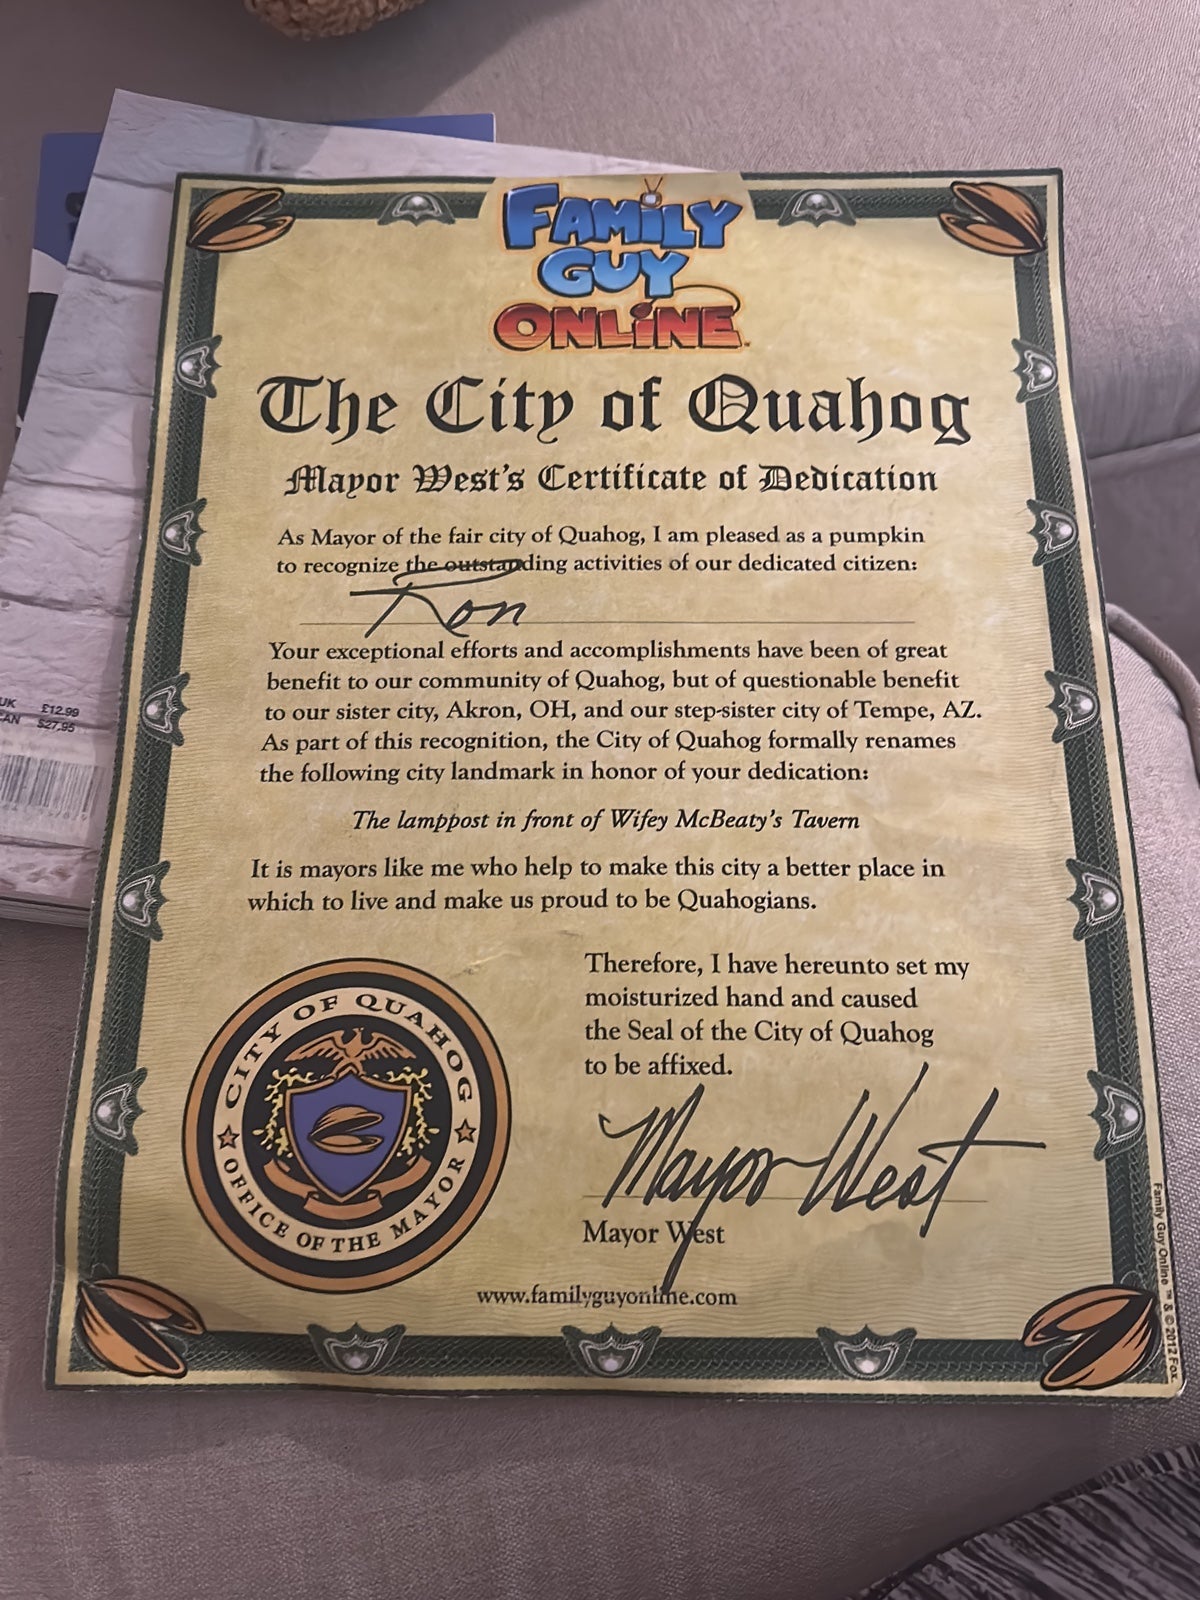 FAMILY
GUY
ONLINE
The City of Quahog
Mayor West's Certificate of Dedication
As Mayor of the fair city of Quahog, I am pleased as a pumpkin
to recognize the outstanding activities of our dedicated citizen:
Ron
Your exceptional efforts and accomplishments have been of great
benefit to our community of Quahog, but of questionable benefit
to our sister city, Akron, OH, and our step-sister city of Tempe, AZ.
As part of this recognition, the City of Quahog formally renames
the following city landmark in honor of your dedication:
The lamppost in front of Wifey McBeaty's Tavern
It is mayors like me who help to make this city a better place in
which to live and make us proud to be Quahogians.
Therefore, I have hereunto set my
moisturized hand and caused
the Seal of the City of Quahog
to be affixed.
CITY OF QUAHOG
OFFICE OF THE MAYOR
Mayor West
Mayor West
www.familyguyonline.com
Family Guy Online ™ & © 2012 Fox.
UK £12.99
CAN $27.95